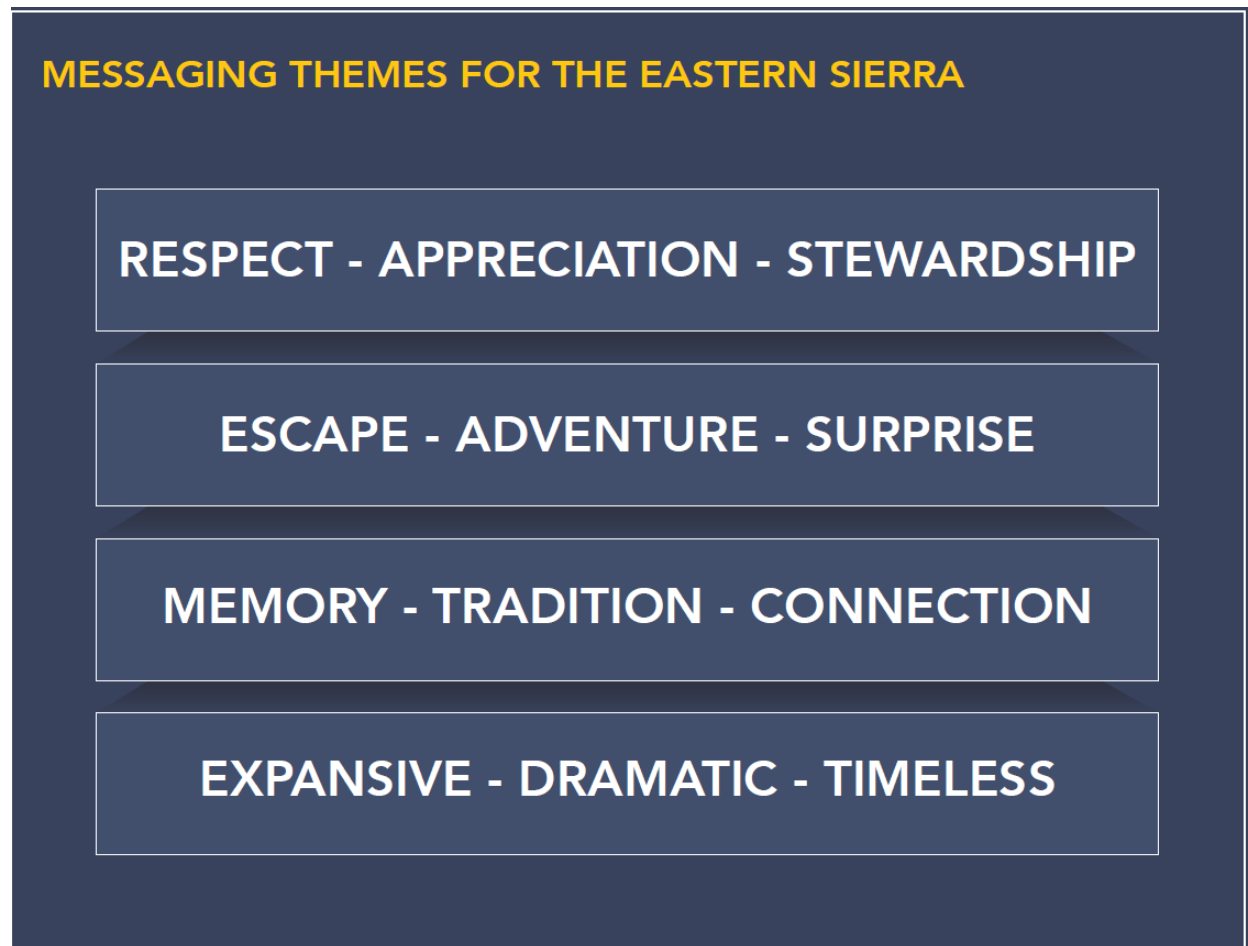 MESSAGING THEMES FOR THE EASTERN SIERRA
RESPECT - APPRECIATION - STEWARDSHIP
ESCAPE - ADVENTURE - SURPRISE
MEMORY - TRADITION - CONNECTION
EXPANSIVE - DRAMATIC - TIMELESS